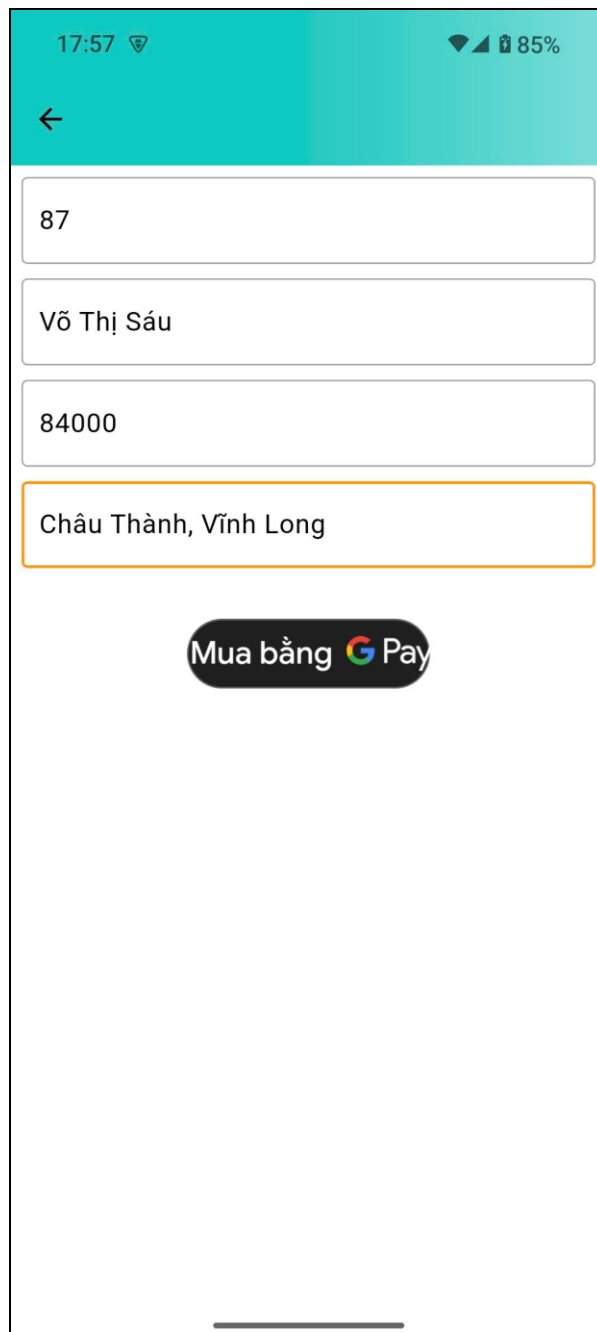 17:57 85%
87
Võ Thị Sáu
84000
Châu Thành, Vĩnh Long
Mua bằng G Pay